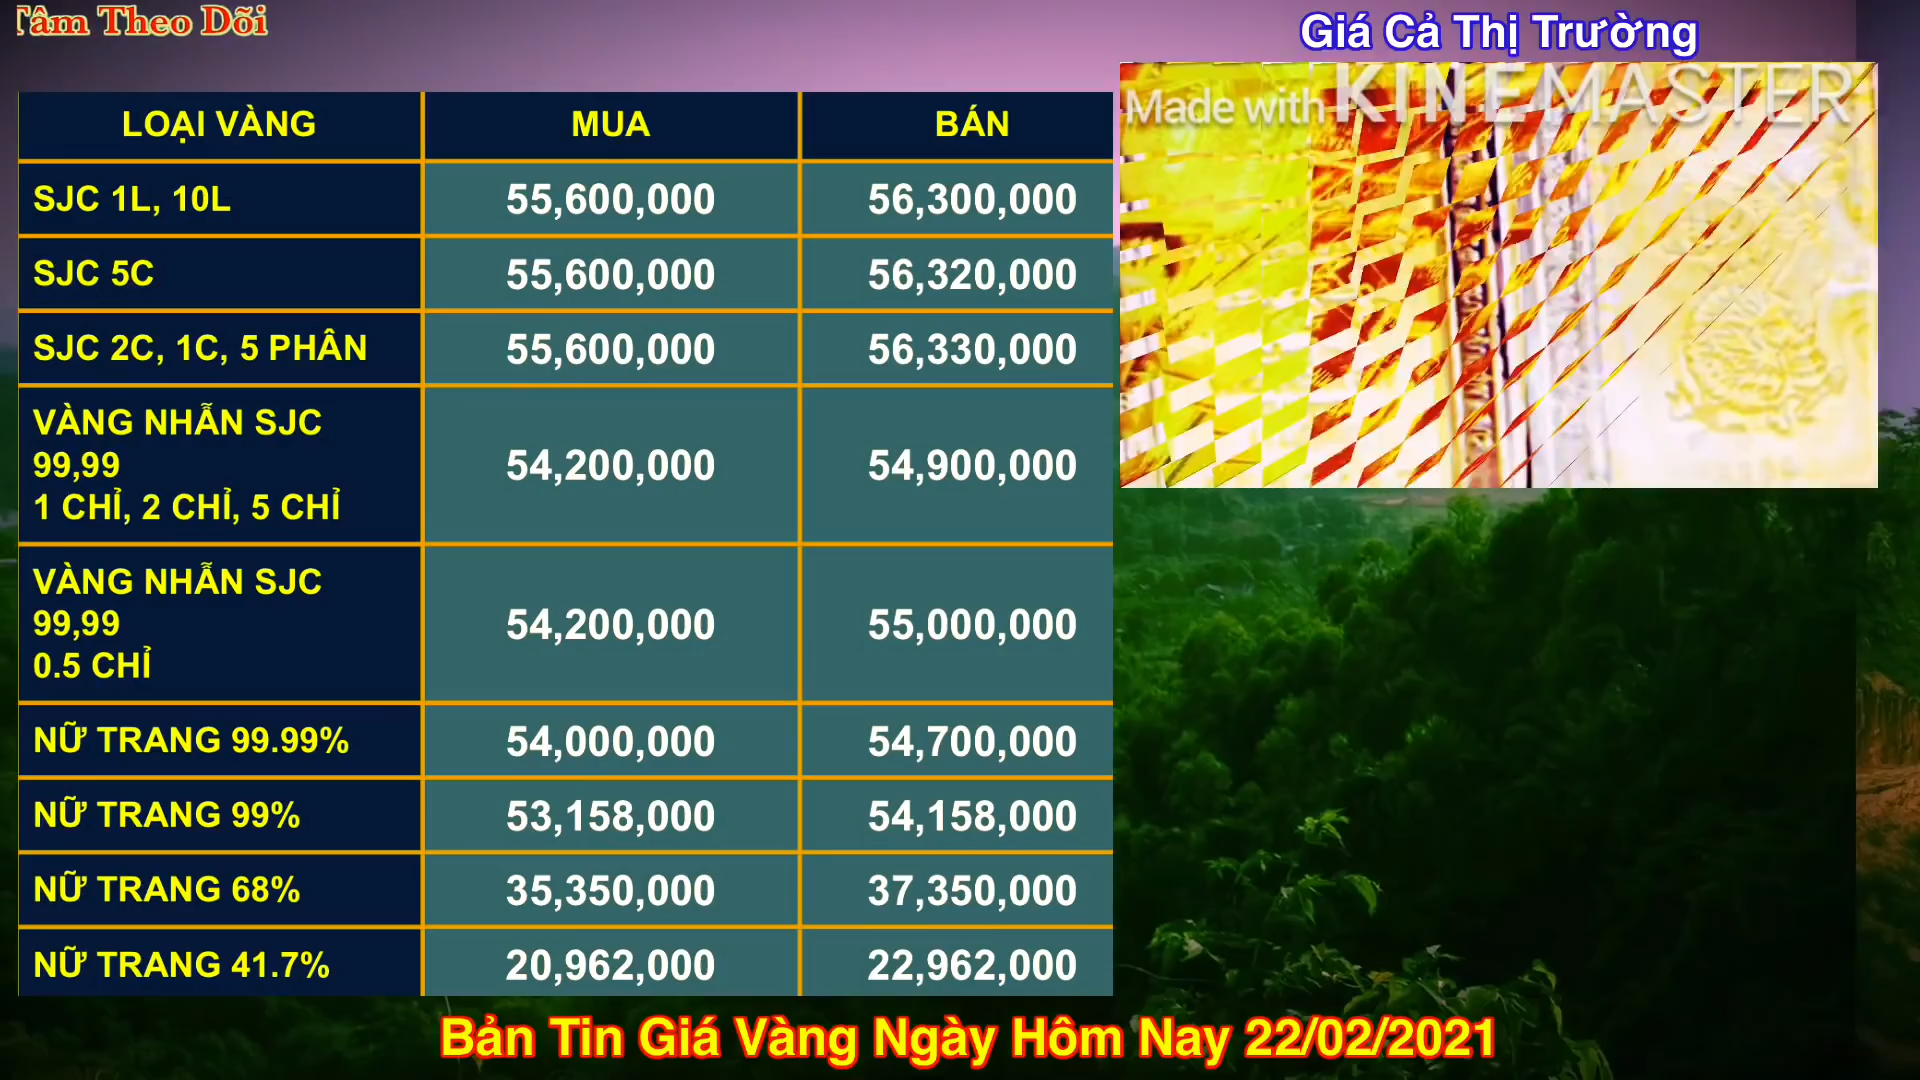 Tâm Theo Dõi
Giá Cả Thị Trường
Made with KINEMASTER
LOẠI VÀNG MUA BÁN
SJC 1L, 10L 55,600,000 56,300,000
SJC 5C 55,600,000 56,320,000
SJC 2C, 1C, 5 PHÂN 55,600,000 56,330,000
VÀNG NHẪN SJC
99,99
1 CHỈ, 2 CHỈ, 5 CHỈ
54,200,000 54,900,000
VÀNG NHẪN SJC
99,99
0.5 CHỈ
54,200,000 55,000,000
NỮ TRANG 99.99% 54,000,000 54,700,000
NỮ TRANG 99% 53,158,000 54,158,000
NỮ TRANG 68% 35,350,000 37,350,000
NỮ TRANG 41.7% 20,962,000 22,962,000
Bản Tin Giá Vàng Ngày Hôm Nay 22/02/2021